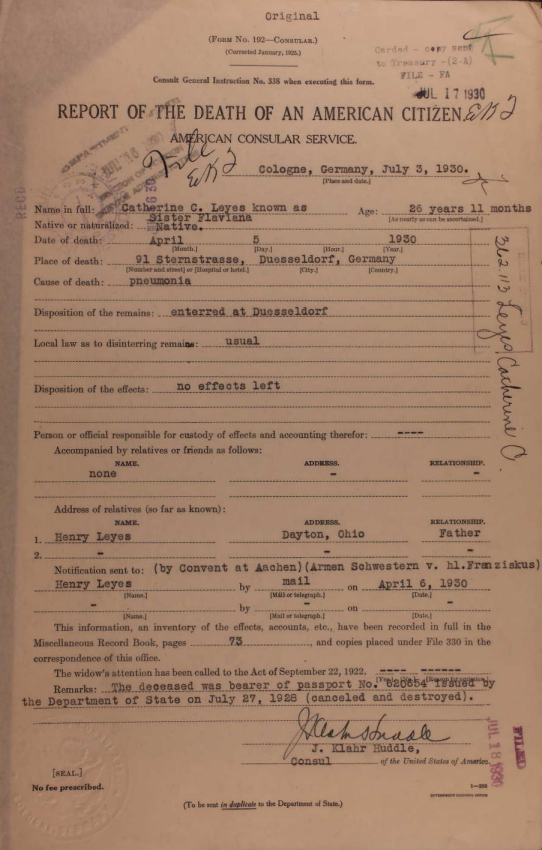 Original
(FORM NO. 192—CONSULAR.)
(Corrected January, 1925.)
Carded - copy sent
to Treasury -(2-A)
FILE - FA
JUL 17 1930
Consult General Instruction No. 338 when executing this form.
REPORT OF THE DEATH OF AN AMERICAN CITIZEN
AMERICAN CONSULAR SERVICE.
File
Cologne, Germany, July 3, 1930.
[Place and date.]
Name in full: Catherine C. Leyes known as Sister Flaviana Age: 26 years 11 months
[As nearly as can be ascertained.]
Native or naturalized: Native.
Date of death: April 5 1930
[Month.] [Day.] [Hour.] [Year.]
Place of death: 91 Sternstrasse, Duesseldorf, Germany
[Number and street] or [Hospital or hotel.] [City.] [Country.]
Cause of death: pneumonia
Disposition of the remains: enterred at Duesseldorf
Local law as to disinterring remains: usual
Disposition of the effects: no effects left
Person or official responsible for custody of effects and accounting therefor: ----
Accompanied by relatives or friends as follows:
NAME. ADDRESS. RELATIONSHIP.
none - -
Address of relatives (so far as known):
NAME. ADDRESS. RELATIONSHIP.
1. Henry Leyes Dayton, Ohio Father
2. - - -
Notification sent to: (by Convent at Aachen)(Armen Schwestern v. hl.Franziskus)
Henry Leyes by mail on April 6, 1930
[Name.] [Mail or telegraph.] [Date.]
- by - on -
[Name.] [Mail or telegraph.] [Date.]
This information, an inventory of the effects, accounts, etc., have been recorded in full in the
Miscellaneous Record Book, pages 73, and copies placed under File 330 in the
correspondence of this office.
The widow's attention has been called to the Act of September 22, 1922. ---- ------
Remarks: The deceased was bearer of passport No. 620654 issued by
the Department of State on July 27, 1928 (canceled and destroyed).
J. Klahr Huddle
J. Klahr Huddle,
Consul of the United States of America.
[SEAL.]
No fee prescribed.
(To be sent in duplicate to the Department of State.)
362.113 Leyes, Catherine C.
FILED
JUL 18 1930